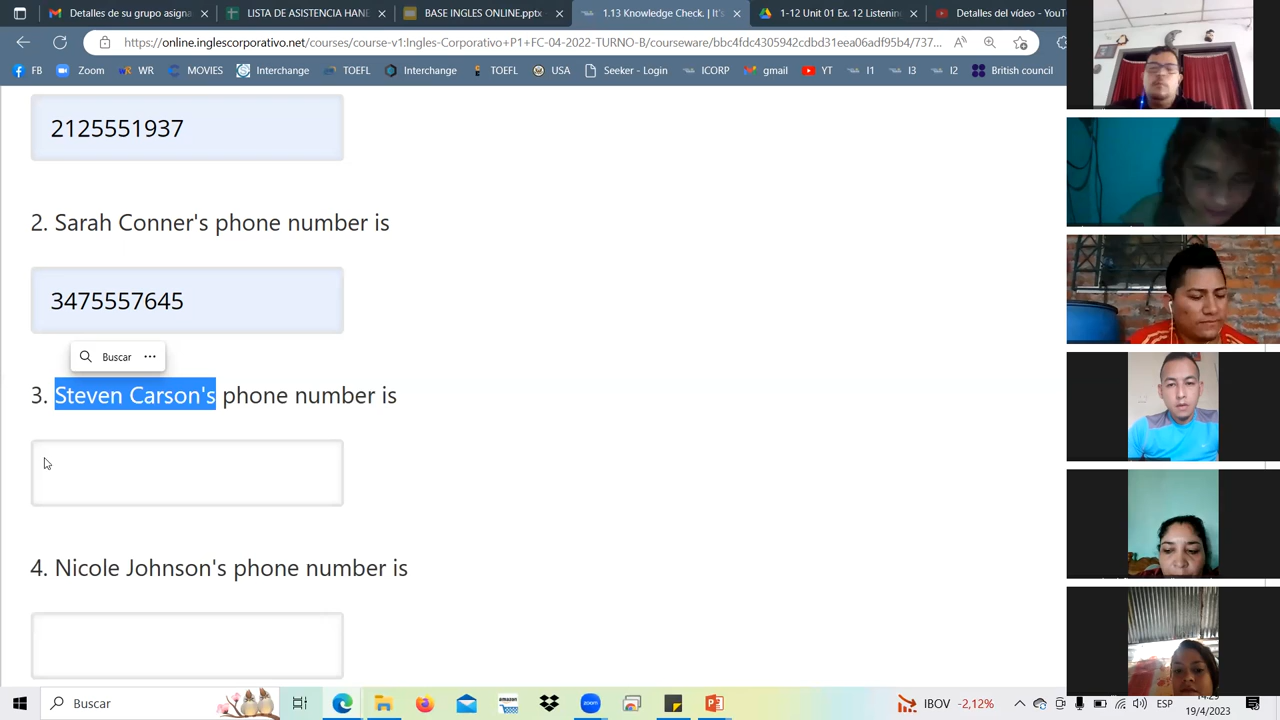 Detalles de su grupo asigna
LISTA DE ASISTENCIA HANE
BASE INGLES ONLINE.pptx
1.13 Knowledge Check. | It's
1-12 Unit 01 Ex. 12 Listenin
Detalles del vídeo - YouT
https://online.inglescorporativo.net/courses/course-v1:Ingles-Corporativo+P1+FC-04-2022-TURNO-B/courseware/bbc4fdc4305942cdbd31eea06adf95b4/737...
FB
Zoom
WR
MOVIES
Interchange
TOEFL
Interchange
TOEFL
USA
Seeker - Login
ICORP
gmail
YT
I1
I3
I2
British council
2125551937
2. Sarah Conner's phone number is
3475557645
Buscar
3. Steven Carson's phone number is
4. Nicole Johnson's phone number is
Buscar
IBOV -2,12%
ESP
14:29
19/4/2023